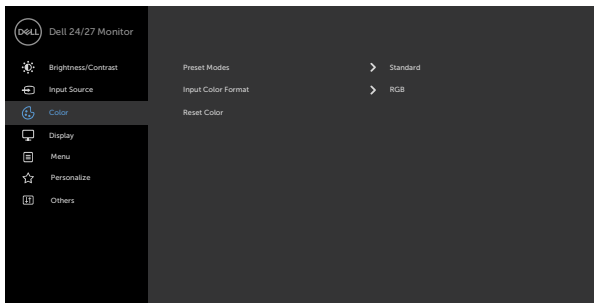 DELL Dell 24/27 Monitor
Brightness/Contrast
Input Source
Color
Display
Menu
Personalize
Others
Preset Modes Standard
Input Color Format RGB
Reset Color